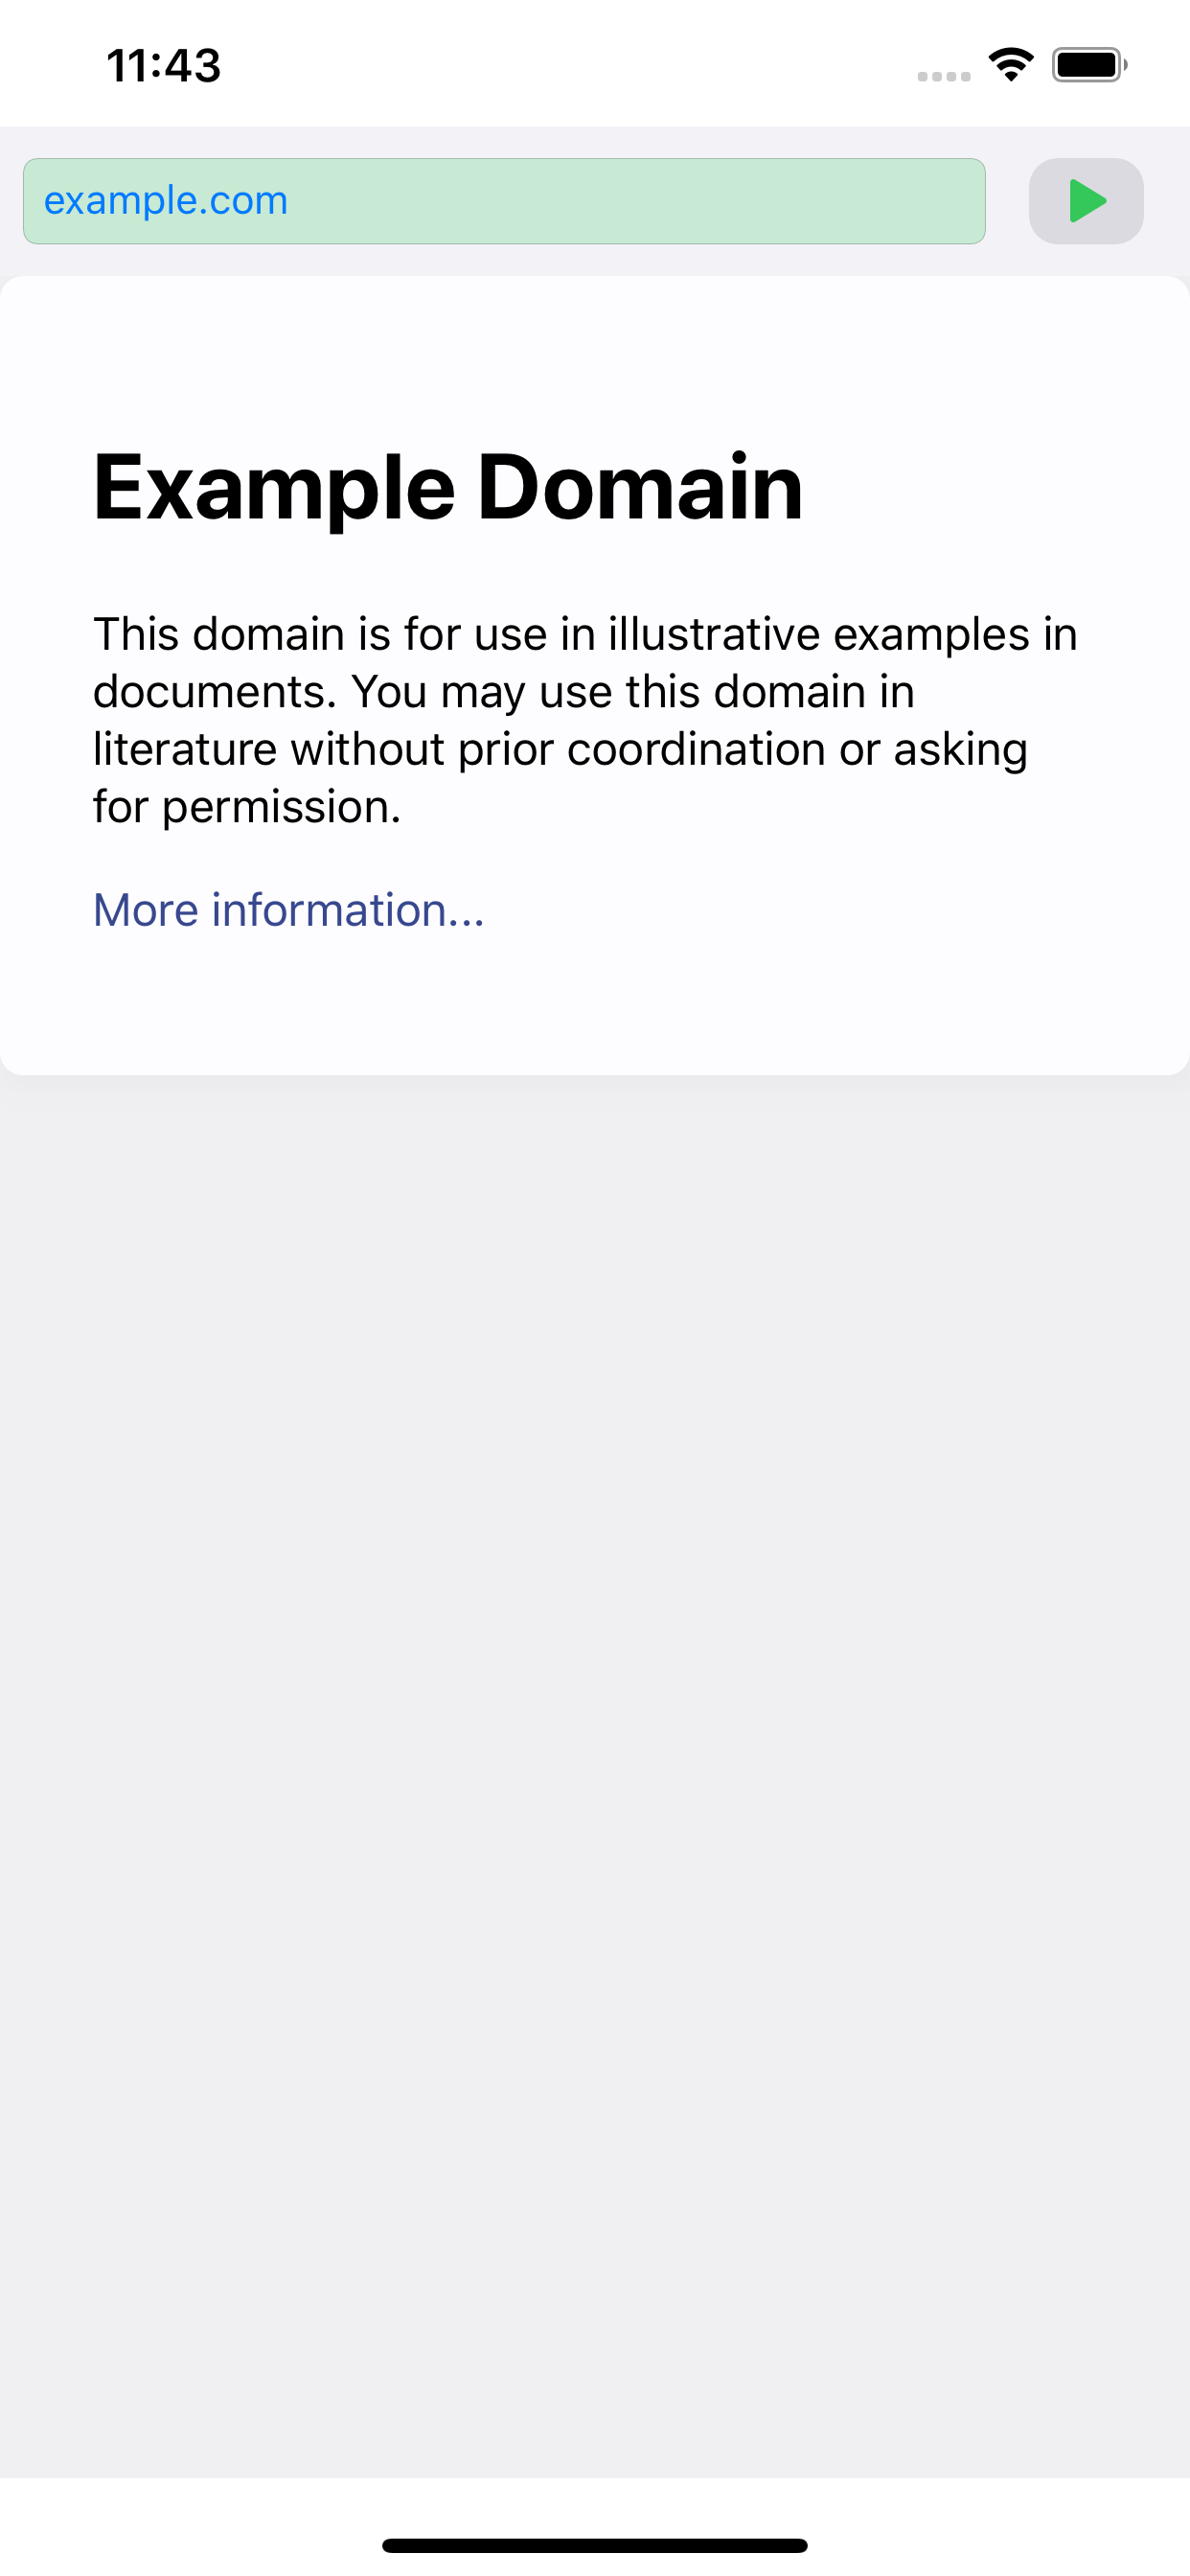 11:43
example.com
Example Domain
This domain is for use in illustrative examples in
documents. You may use this domain in
literature without prior coordination or asking
for permission.
More information...